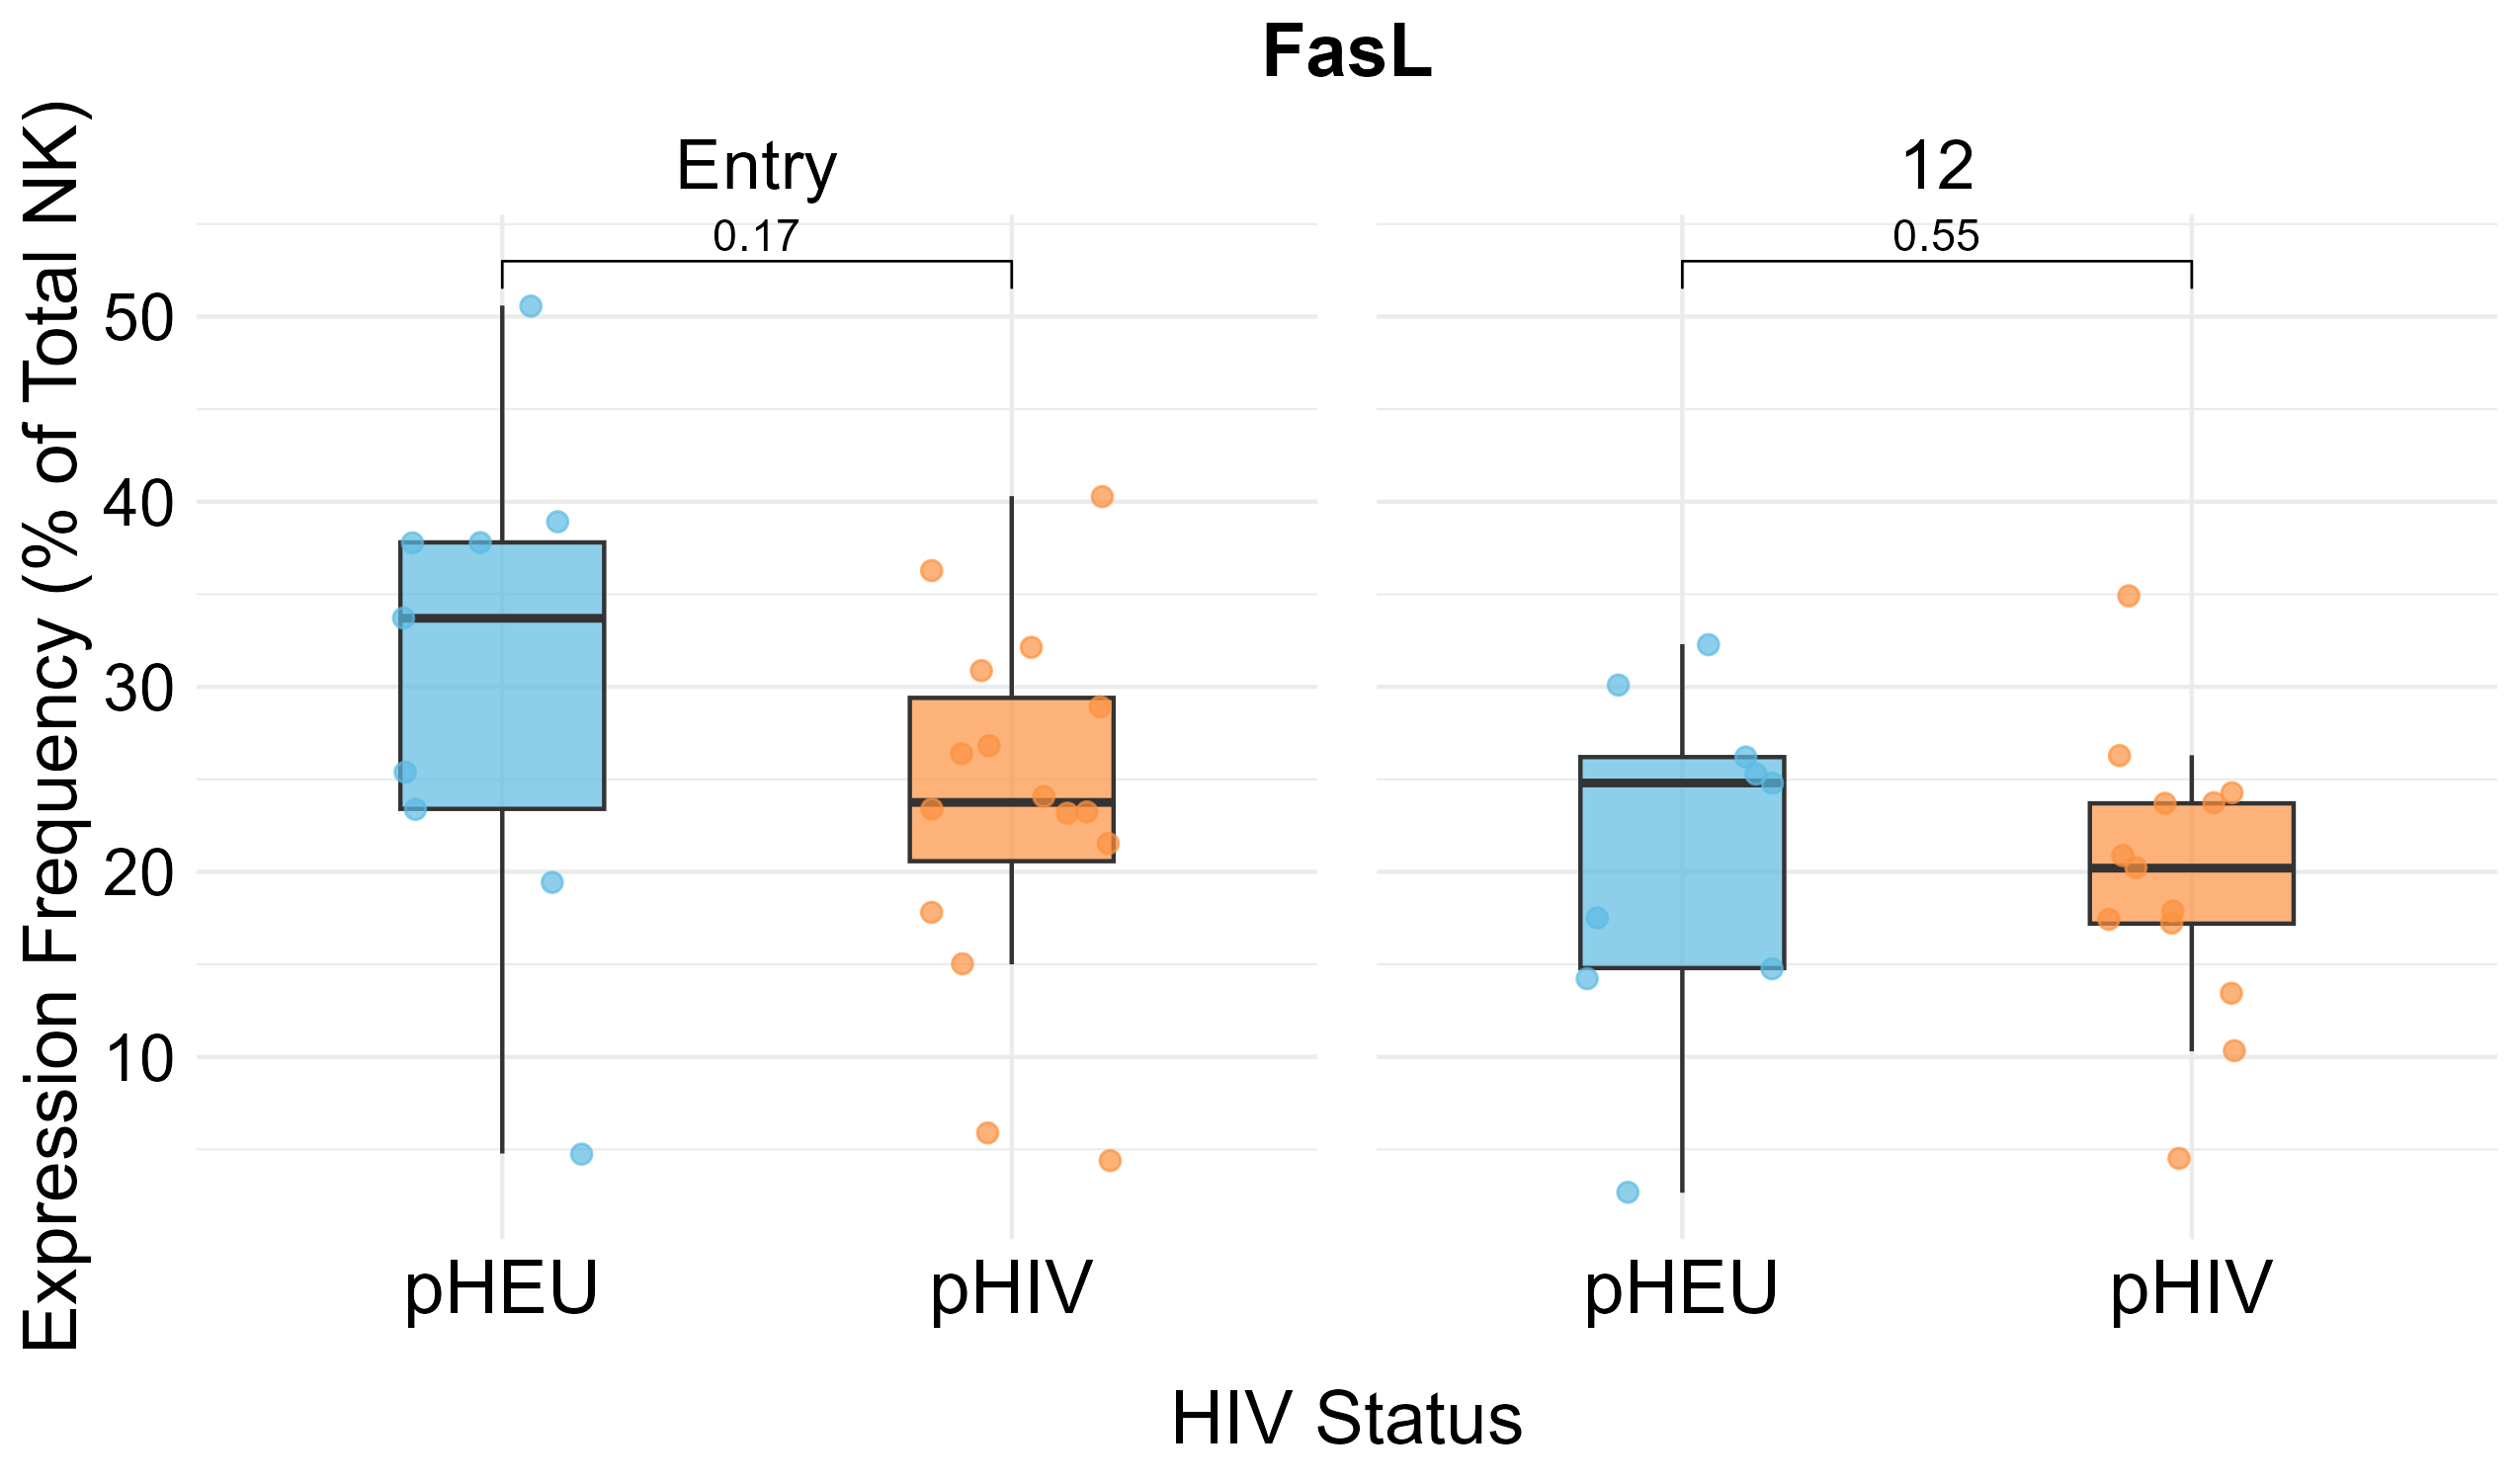 FasL
Entry
12
0.17
0.55
Expression Frequency (% of Total NK)
50
40
30
20
10
pHEU
pHIV
pHEU
pHIV
HIV Status